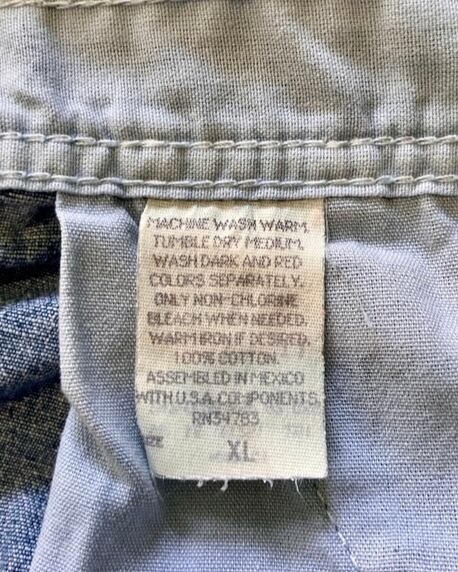 MACHINE WASH WARM.
TUMBLE DRY MEDIUM.
WASH DARK AND RED
COLORS SEPARATELY.
ONLY NON-CHLORINE
BLEACH WHEN NEEDED.
WARM IRON IF DESIRED.
100% COTTON.
ASSEMBLED IN MEXICO
WITH U.S.A. COMPONENTS.
RN34783
XL